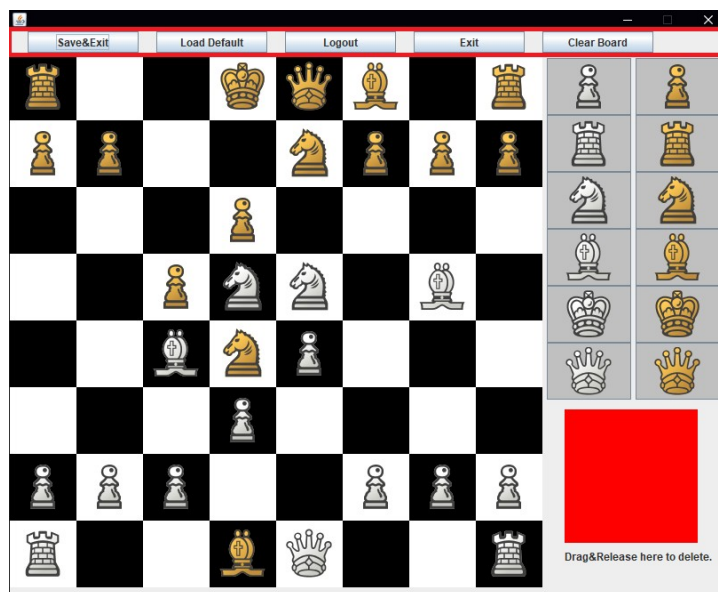 Save&Exit
Load Default
Logout
Exit
Clear Board
Drag&Release here to delete.